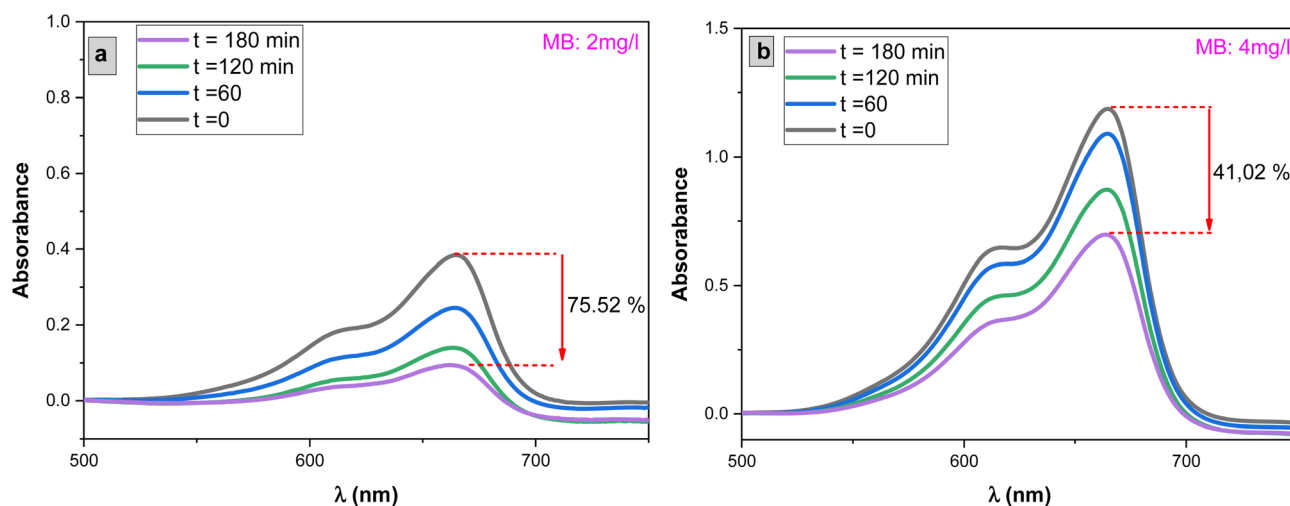 a
t = 180 min
t =120 min
t =60
t =0
MB: 2mg/l
1.0
0.8
0.6
0.4
0.2
0.0
75.52 %
500
600
700
Absorabance
λ (nm)
b
t = 180 min
t =120 min
t =60
t =0
MB: 4mg/l
1.5
1.0
0.5
0.0
41,02 %
500
600
700
Absorabance
λ (nm)